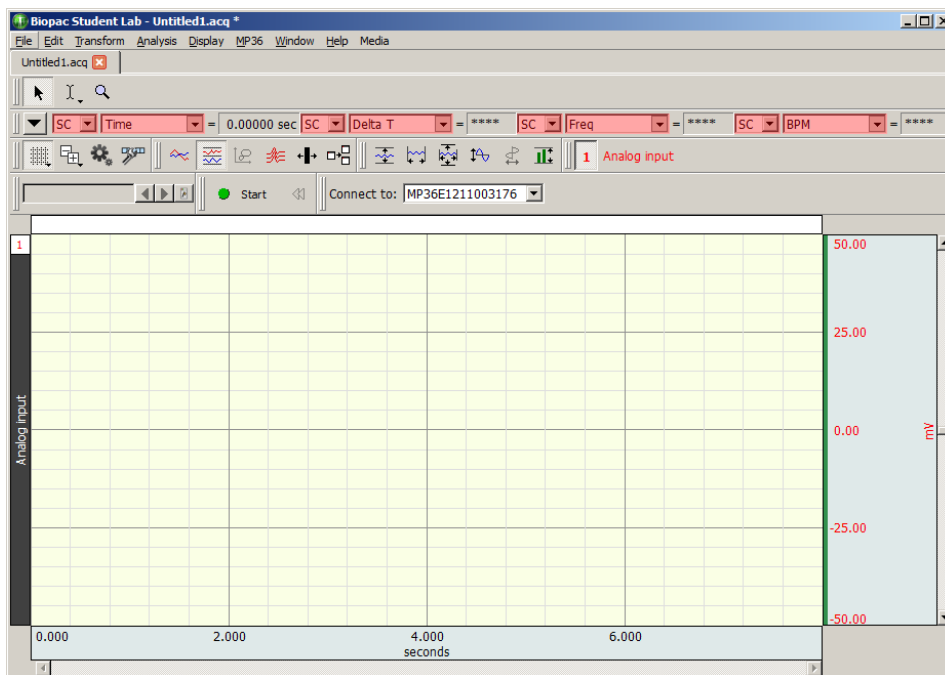 Biopac Student Lab - Untitled1.acq *
File Edit Transform Analysis Display MP36 Window Help Media
Untitled1.acq
SC Time = 0.00000 sec SC Delta T = **** SC Freq = **** SC BPM = ****
1 Analog input
Start Connect to: MP36E1211003176
1
50.00
25.00
Analog input
0.00
mV
-25.00
-50.00
0.000 2.000 4.000 6.000
seconds